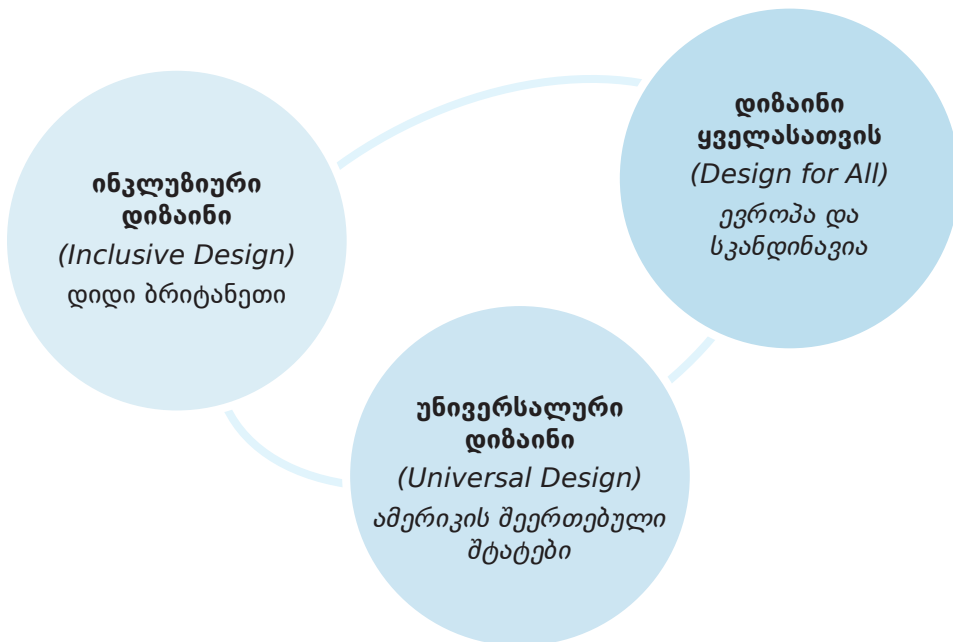 ინკლუზიური
დიზაინი
(Inclusive Design)
დიდი ბრიტანეთი
დიზაინი
ყველასათვის
(Design for All)
ევროპა და
სკანდინავია
უნივერსალური
დიზაინი
(Universal Design)
ამერიკის შეერთებული
შტატები